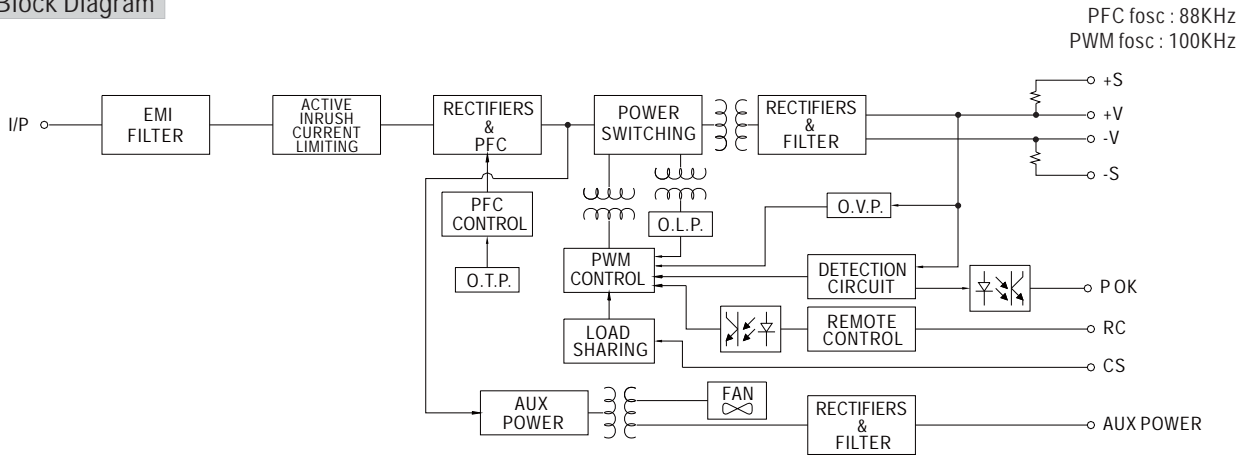 Block Diagram
PFC fosc : 88KHz
PWM fosc : 100KHz
I/P
EMI
FILTER
ACTIVE
INRUSH
CURRENT
LIMITING
RECTIFIERS
&
PFC
POWER
SWITCHING
RECTIFIERS
&
FILTER
+S
+V
-V
-S
PFC
CONTROL
O.L.P.
O.V.P.
O.T.P.
PWM
CONTROL
DETECTION
CIRCUIT
P OK
LOAD
SHARING
REMOTE
CONTROL
RC
CS
AUX
POWER
FAN
RECTIFIERS
&
FILTER
AUX POWER